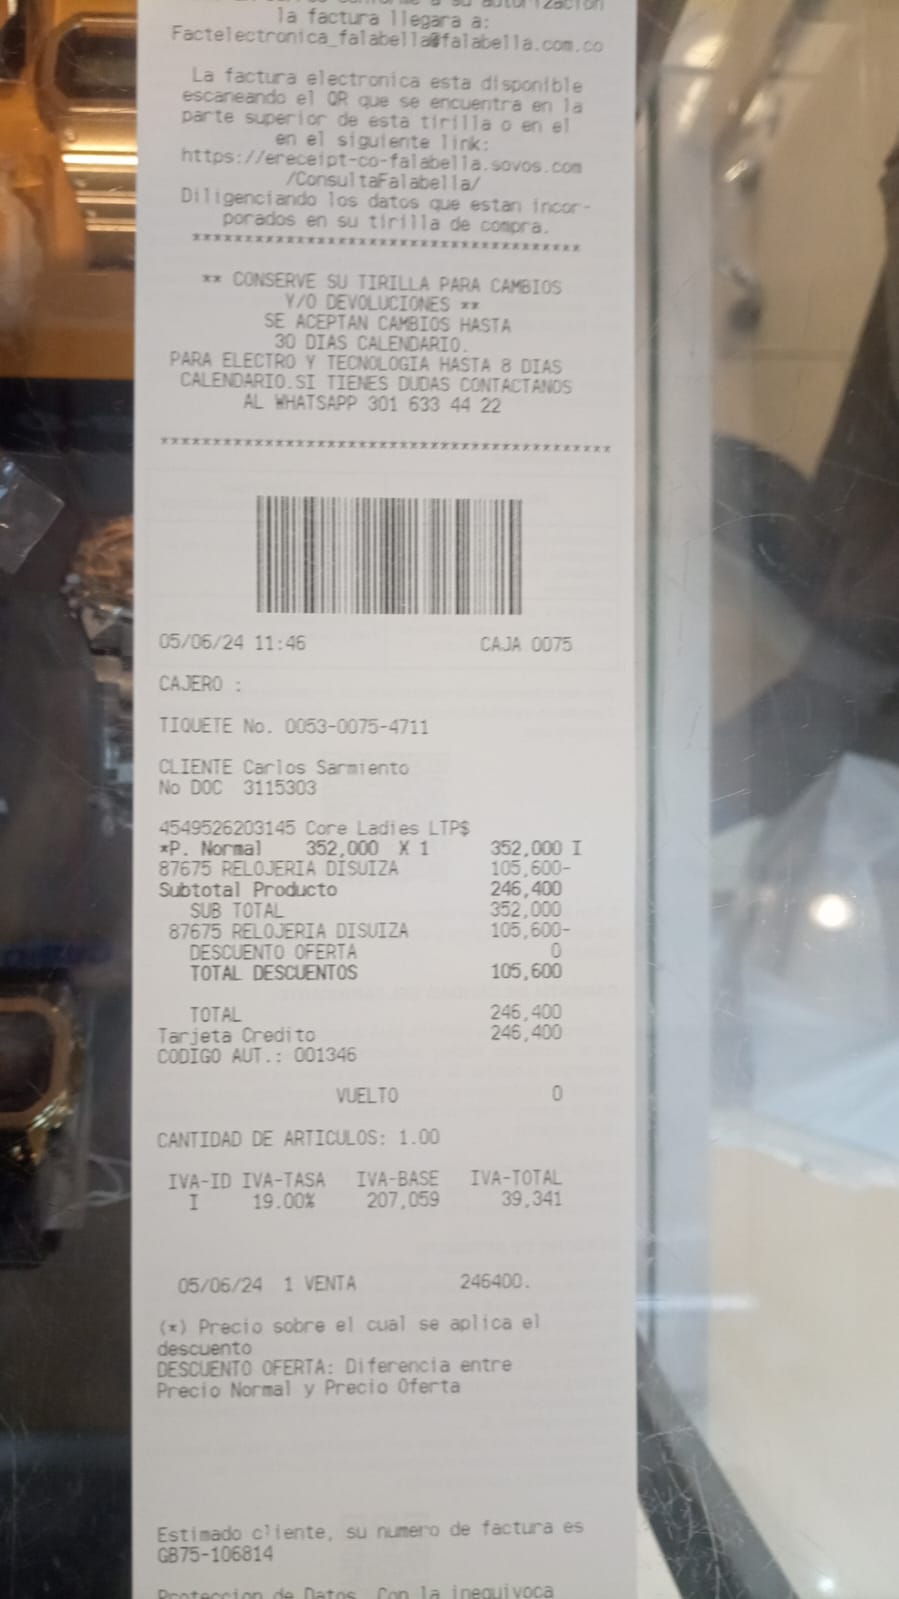 la factura llegara a:
Factelectronica_falabella@falabella.com.co
La factura electronica esta disponible
escaneando el QR que se encuentra en la
parte superior de esta tirilla o en el
en el siguiente link:
https://ereceipt-co-falabella.sovos.com
/ConsultaFalabella/
Diligenciando los datos que estan incor-
porados en su tirilla de compra.
*************************************
** CONSERVE SU TIRILLA PARA CAMBIOS
Y/O DEVOLUCIONES **
SE ACEPTAN CAMBIOS HASTA
30 DIAS CALENDARIO.
PARA ELECTRO Y TECNOLOGIA HASTA 8 DIAS
CALENDARIO.SI TIENES DUDAS CONTACTANOS
AL WHATSAPP 301 633 44 22
*******************************************
05/06/24 11:46 CAJA 0075
CAJERO :
TIQUETE No. 0053-0075-4711
CLIENTE Carlos Sarmiento
No DOC 3115303
4549526203145 Core Ladies LTP$
*P. Normal 352,000 X 1 352,000 I
87675 RELOJERIA DISUIZA 105,600-
Subtotal Producto 246,400
SUB TOTAL 352,000
87675 RELOJERIA DISUIZA 105,600-
DESCUENTO OFERTA 0
TOTAL DESCUENTOS 105,600
TOTAL 246,400
Tarjeta Credito 246,400
CODIGO AUT.: 001346
VUELTO 0
CANTIDAD DE ARTICULOS: 1.00
IVA-ID IVA-TASA IVA-BASE IVA-TOTAL
I 19.00% 207,059 39,341
05/06/24 1 VENTA 246400.
(*) Precio sobre el cual se aplica el
descuento
DESCUENTO OFERTA: Diferencia entre
Precio Normal y Precio Oferta
Estimado cliente, su numero de factura es
GB75-106814
Proteccion de Datos. Con la inequivoca